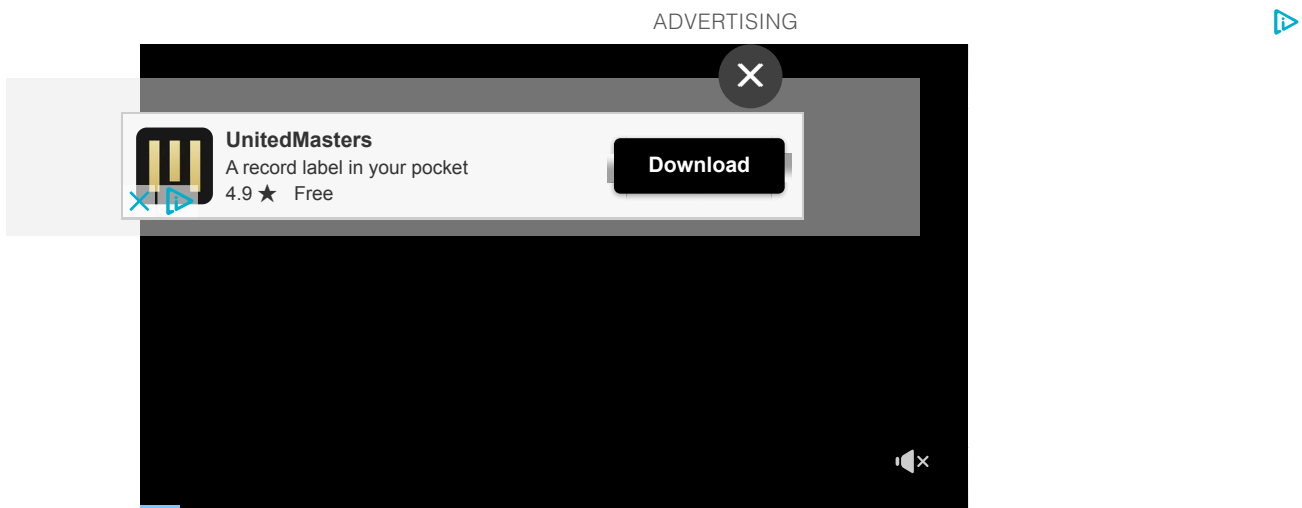 ADVERTISING
UnitedMasters
A record label in your pocket
4.9 ★ Free
Download